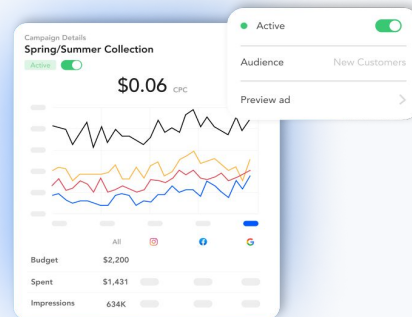 Campaign Details
Spring/Summer Collection
Active
$0.06 CPC
All
Budget $2,200
Spent $1,431
Impressions 634K
Active
Audience New Customers
Preview ad